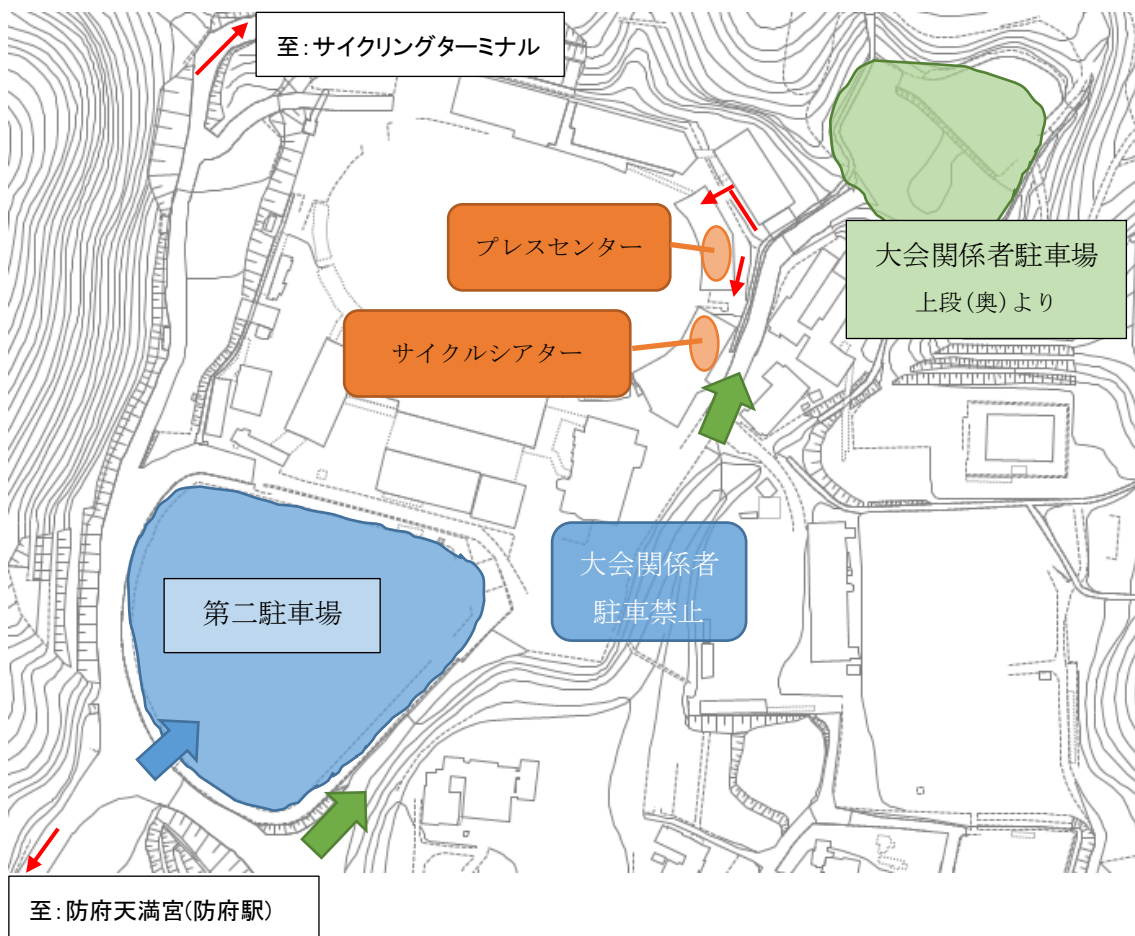 至:サイクリングターミナル
プレスセンター
大会関係者駐車場
上段(奥)より
サイクルシアター
大会関係者
駐車禁止
第二駐車場
至:防府天満宮(防府駅)